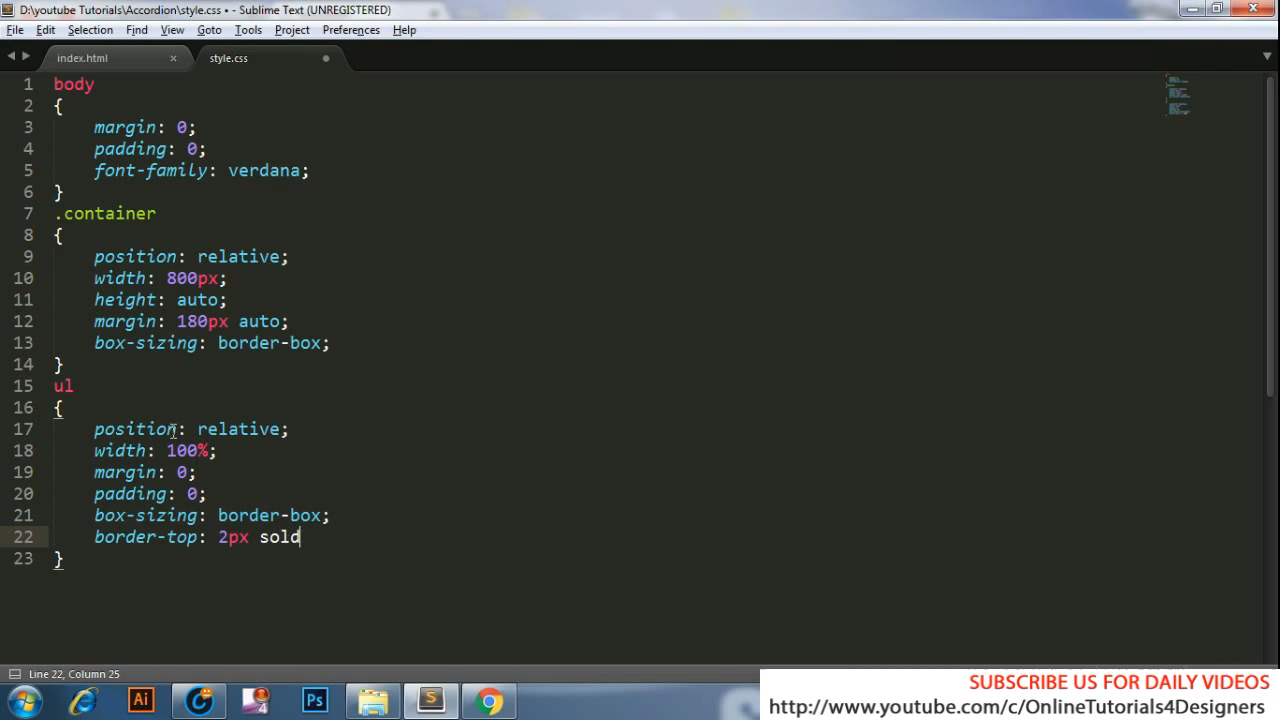 D:\youtube Tutorials\Accordion\style.css • - Sublime Text (UNREGISTERED)
File Edit Selection Find View Goto Tools Project Preferences Help
index.html × style.css
1 body
2 {
3 margin: 0;
4 padding: 0;
5 font-family: verdana;
6 }
7 .container
8 {
9 position: relative;
10 width: 800px;
11 height: auto;
12 margin: 180px auto;
13 box-sizing: border-box;
14 }
15 ul
16 {
17 position: relative;
18 width: 100%;
19 margin: 0;
20 padding: 0;
21 box-sizing: border-box;
22 border-top: 2px sold
23 }
Line 22, Column 25
Ai 4 Ps S
SUBSCRIBE US FOR DAILY VIDEOS
http://www.youtube.com/c/OnlineTutorials4Designers